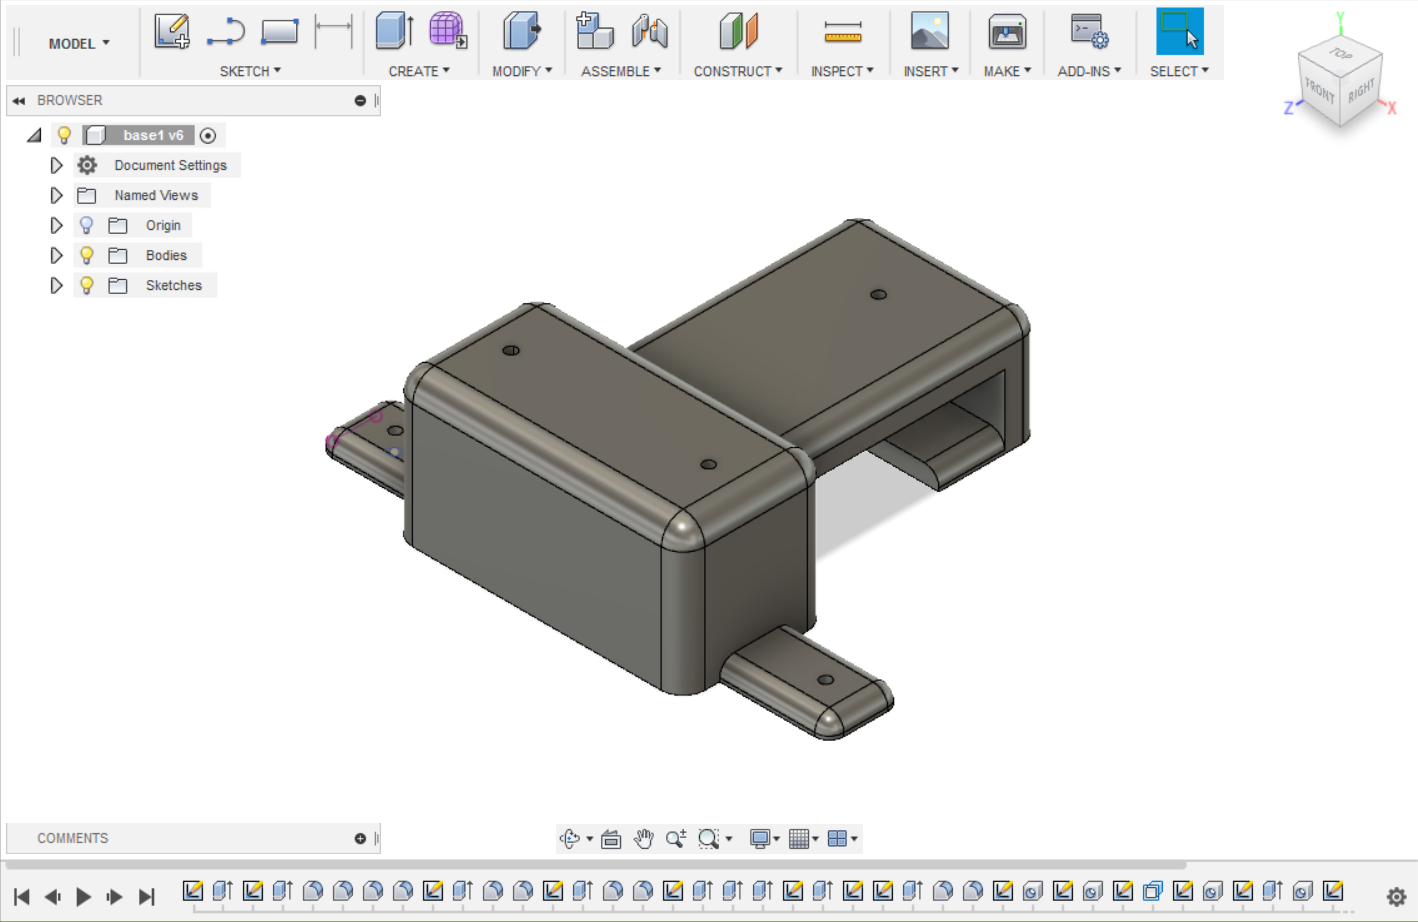 MODEL
SKETCH
CREATE
MODIFY
ASSEMBLE
CONSTRUCT
INSPECT
INSERT
MAKE
ADD-INS
SELECT
Y
TOP
FRONT
RIGHT
Z
X
BROWSER
base1 v6
Document Settings
Named Views
Origin
Bodies
Sketches
COMMENTS